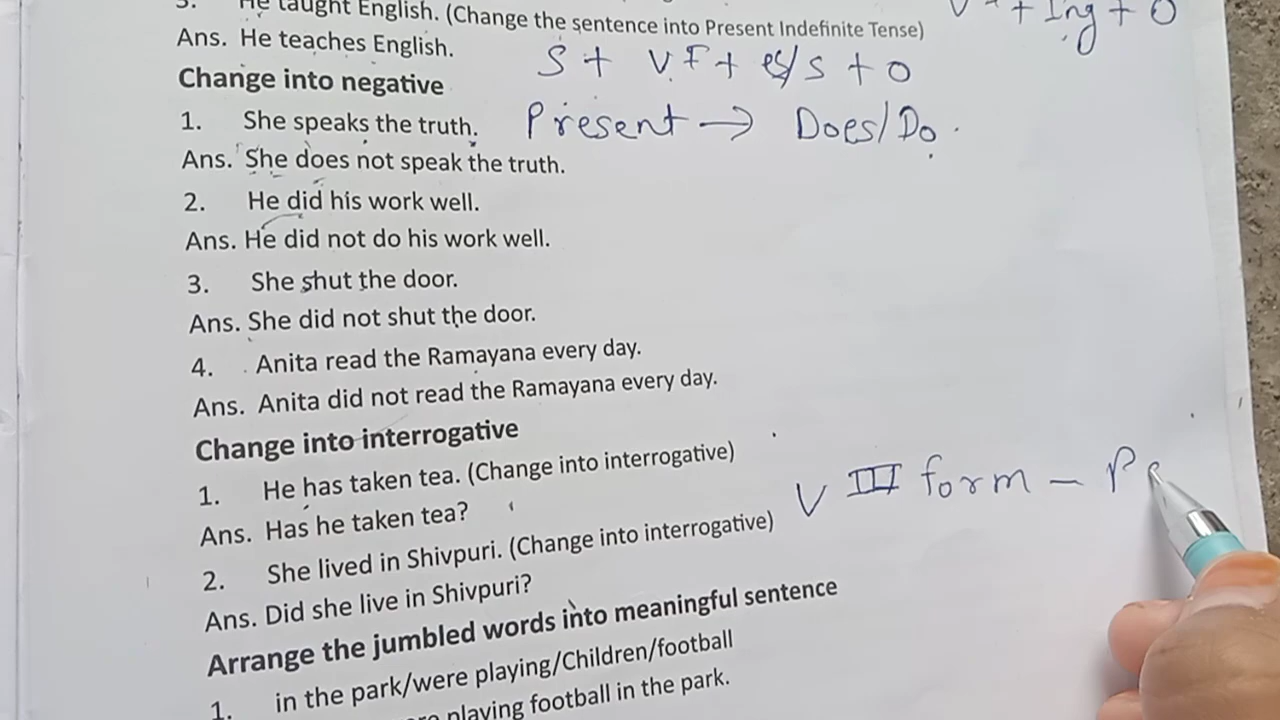 He taught English. (Change the sentence into Present Indefinite Tense)
+ Ing + O
Ans. He teaches English.
S + V F + es/s + O
Change into negative
1. She speaks the truth.
Present → Does/Do.
Ans. She does not speak the truth.
2. He did his work well.
Ans. He did not do his work well.
3. She shut the door.
Ans. She did not shut the door.
4. Anita read the Ramayana every day.
Ans. Anita did not read the Ramayana every day.
Change into interrogative
1. He has taken tea. (Change into interrogative)
V III form - P
Ans. Has he taken tea?
2. She lived in Shivpuri. (Change into interrogative)
Ans. Did she live in Shivpuri?
Arrange the jumbled words into meaningful sentence
1. in the park/were playing/Children/football
playing football in the park.